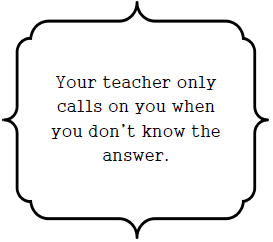 Your teacher only
calls on you when
you don't know the
answer.